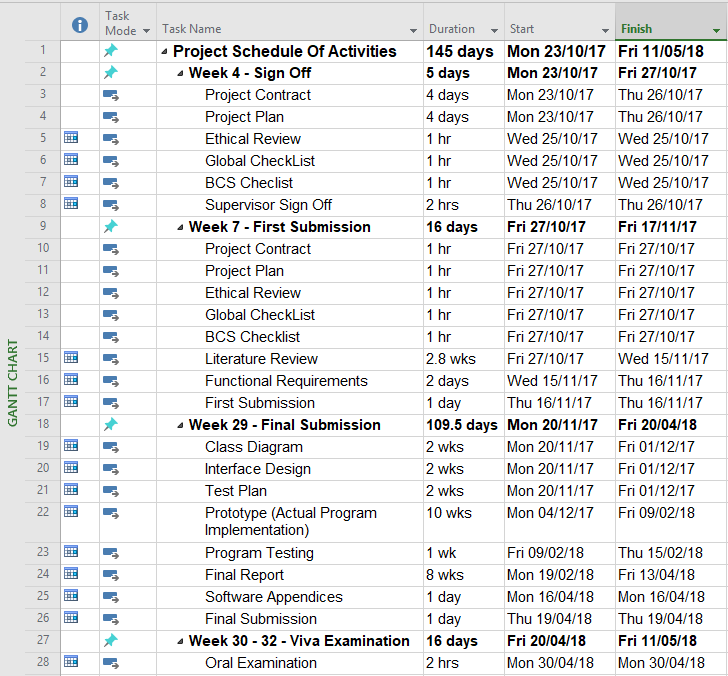 Task Mode Task Name Duration Start Finish
1 Project Schedule Of Activities 145 days Mon 23/10/17 Fri 11/05/18
2 Week 4 - Sign Off 5 days Mon 23/10/17 Fri 27/10/17
3 Project Contract 4 days Mon 23/10/17 Thu 26/10/17
4 Project Plan 4 days Mon 23/10/17 Thu 26/10/17
5 Ethical Review 1 hr Wed 25/10/17 Wed 25/10/17
6 Global CheckList 1 hr Wed 25/10/17 Wed 25/10/17
7 BCS Checlist 1 hr Wed 25/10/17 Wed 25/10/17
8 Supervisor Sign Off 2 hrs Thu 26/10/17 Thu 26/10/17
9 Week 7 - First Submission 16 days Fri 27/10/17 Fri 17/11/17
10 Project Contract 1 hr Fri 27/10/17 Fri 27/10/17
11 Project Plan 1 hr Fri 27/10/17 Fri 27/10/17
12 Ethical Review 1 hr Fri 27/10/17 Fri 27/10/17
13 Global CheckList 1 hr Fri 27/10/17 Fri 27/10/17
14 BCS Checklist 1 hr Fri 27/10/17 Fri 27/10/17
15 Literature Review 2.8 wks Fri 27/10/17 Wed 15/11/17
16 Functional Requirements 2 days Wed 15/11/17 Thu 16/11/17
17 First Submission 1 day Thu 16/11/17 Thu 16/11/17
18 Week 29 - Final Submission 109.5 days Mon 20/11/17 Fri 20/04/18
19 Class Diagram 2 wks Mon 20/11/17 Fri 01/12/17
20 Interface Design 2 wks Mon 20/11/17 Fri 01/12/17
21 Test Plan 2 wks Mon 20/11/17 Fri 01/12/17
22 Prototype (Actual Program 10 wks Mon 04/12/17 Fri 09/02/18
Implementation)
23 Program Testing 1 wk Fri 09/02/18 Thu 15/02/18
24 Final Report 8 wks Mon 19/02/18 Fri 13/04/18
25 Software Appendices 1 day Mon 16/04/18 Mon 16/04/18
26 Final Submission 1 day Thu 19/04/18 Thu 19/04/18
27 Week 30 - 32 - Viva Examination 16 days Fri 20/04/18 Fri 11/05/18
28 Oral Examination 2 hrs Mon 30/04/18 Mon 30/04/18
GANTT CHART